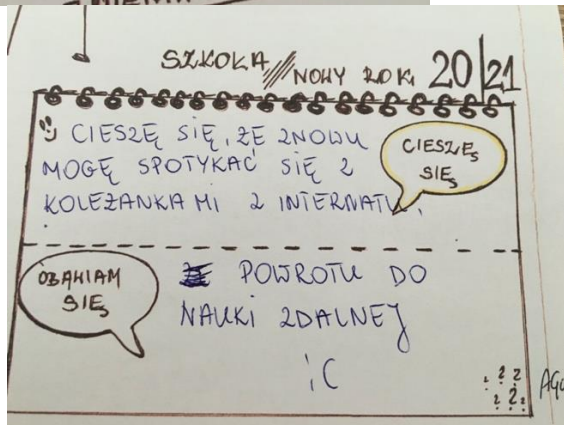 SZKOŁA /// NOWY ROK 20|21
:) CIESZĘ SIĘ, ŻE ZNOWU
MOGĘ SPOTYKAĆ SIĘ Z
KOLEŻANKAMI Z INTERNATU.
CIESZĘ
SIĘ
OBAWIAM
SIĘ
POWROTU DO
NAUKI ZDALNEJ
;C
? ? ?
? ? ?